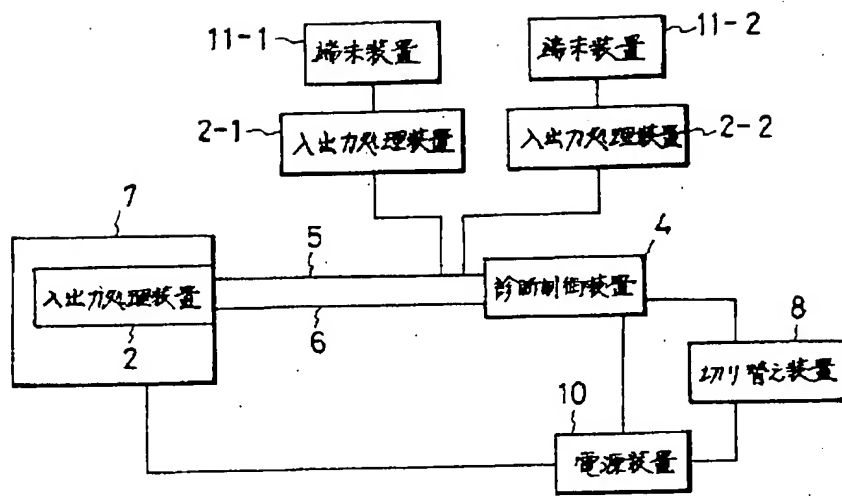 11-1
端末装置
11-2
端末装置
2-1
入出力処理装置
2-2
入出力処理装置
7
入出力処理装置
2
5
6
4
診断制御装置
8
切り替え装置
10
電源装置